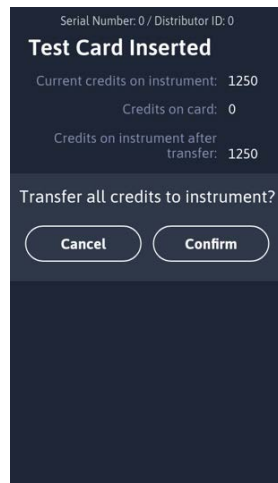 Serial Number: 0 / Distributor ID: 0
Test Card Inserted
Current credits on instrument: 1250
Credits on card: 0
Credits on instrument after
transfer: 1250
Transfer all credits to instrument?
Cancel Confirm